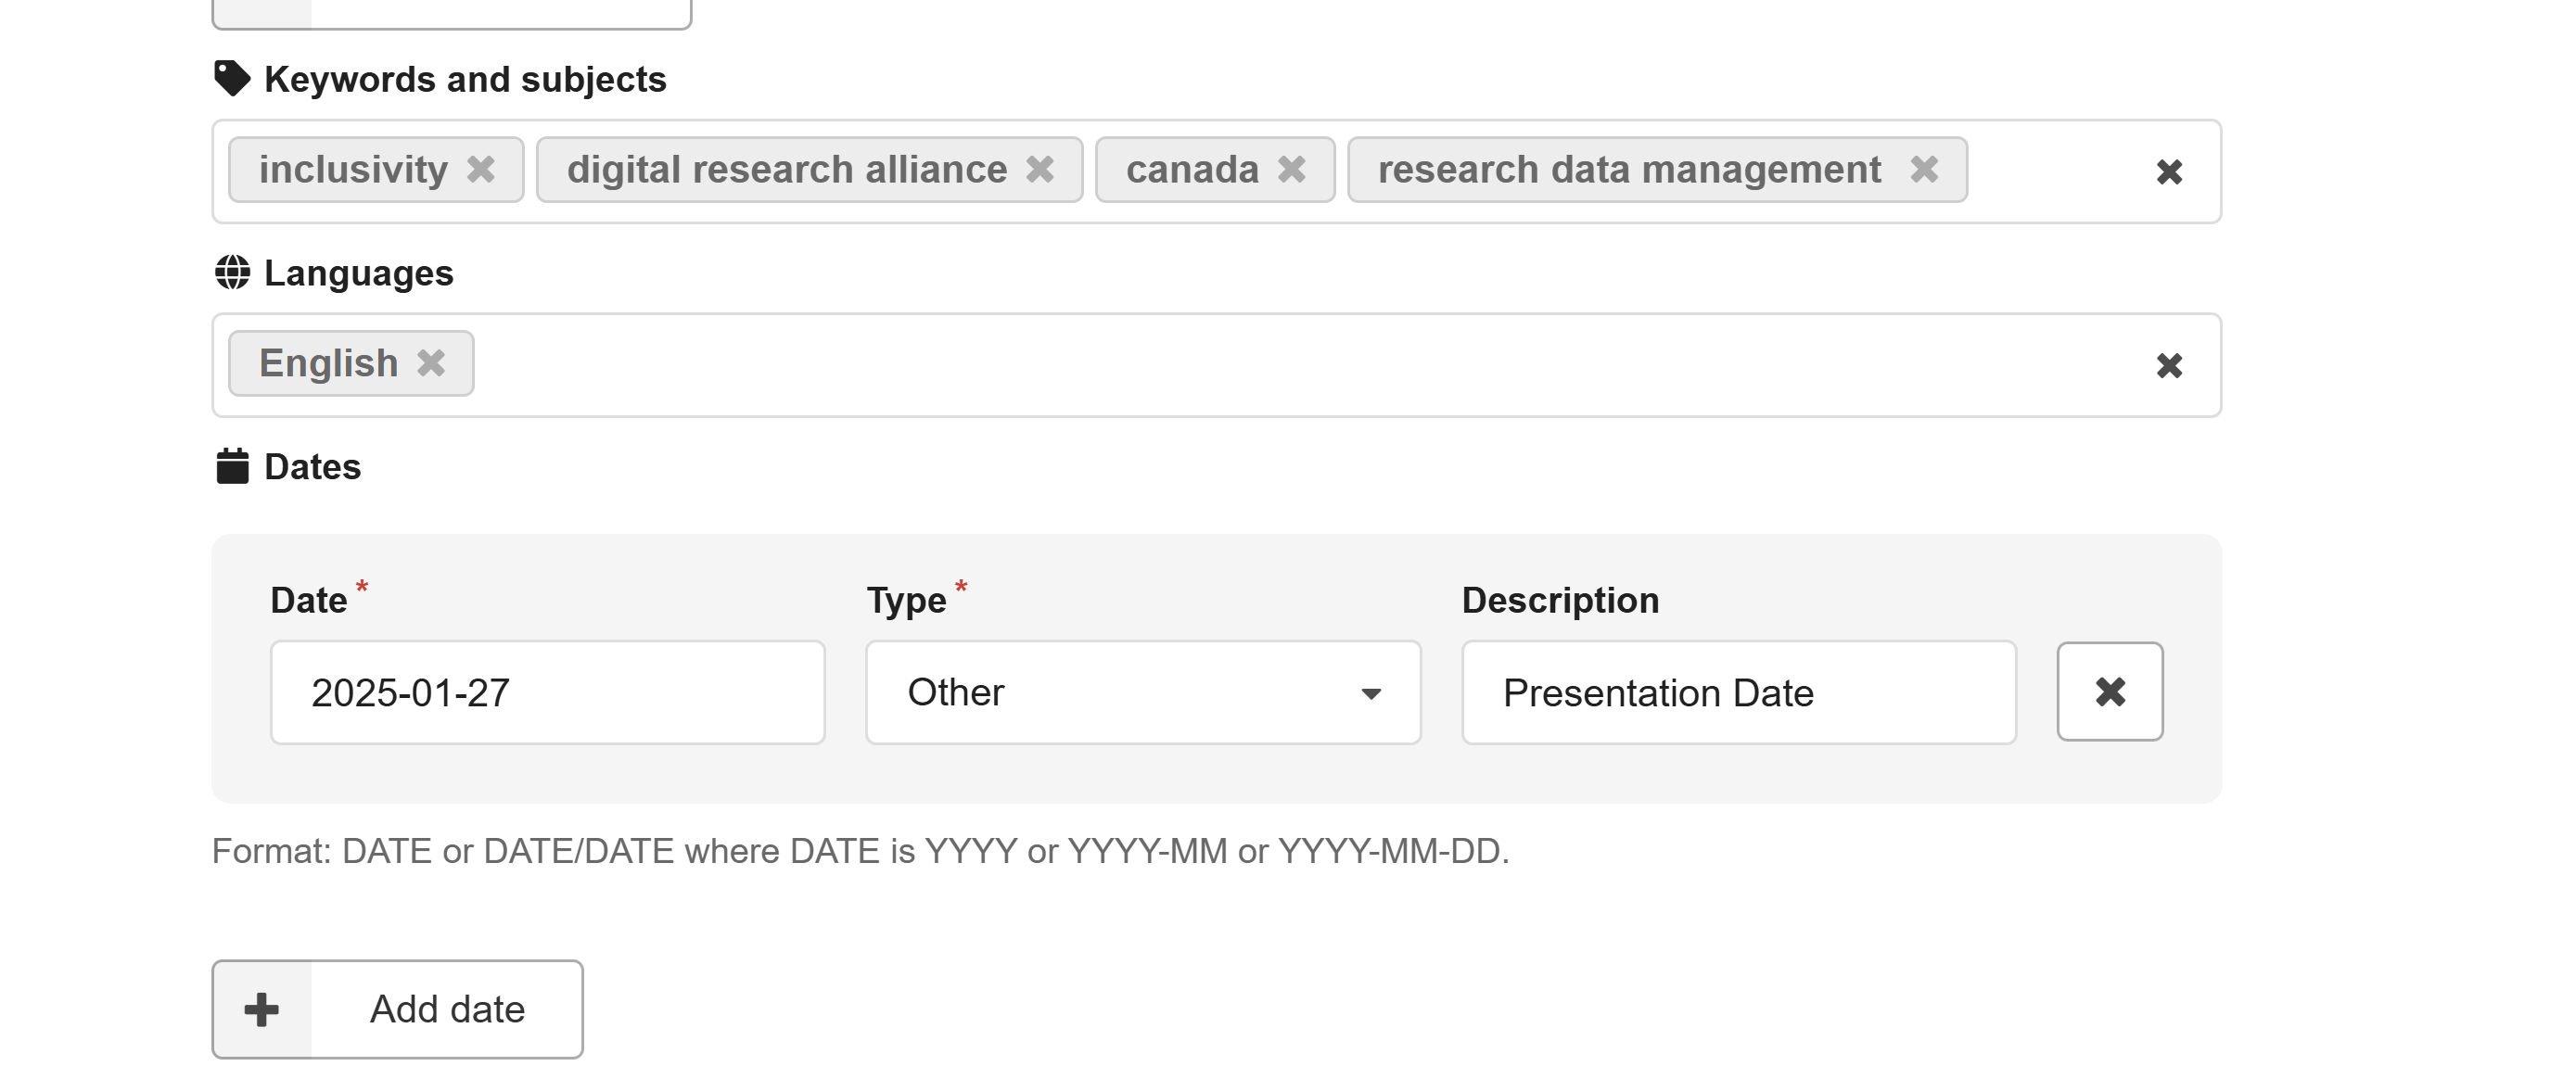 Keywords and subjects
inclusivity digital research alliance canada research data management
Languages
English
Dates
Date * Type * Description
2025-01-27 Other Presentation Date
Format: DATE or DATE/DATE where DATE is YYYY or YYYY-MM or YYYY-MM-DD.
Add date